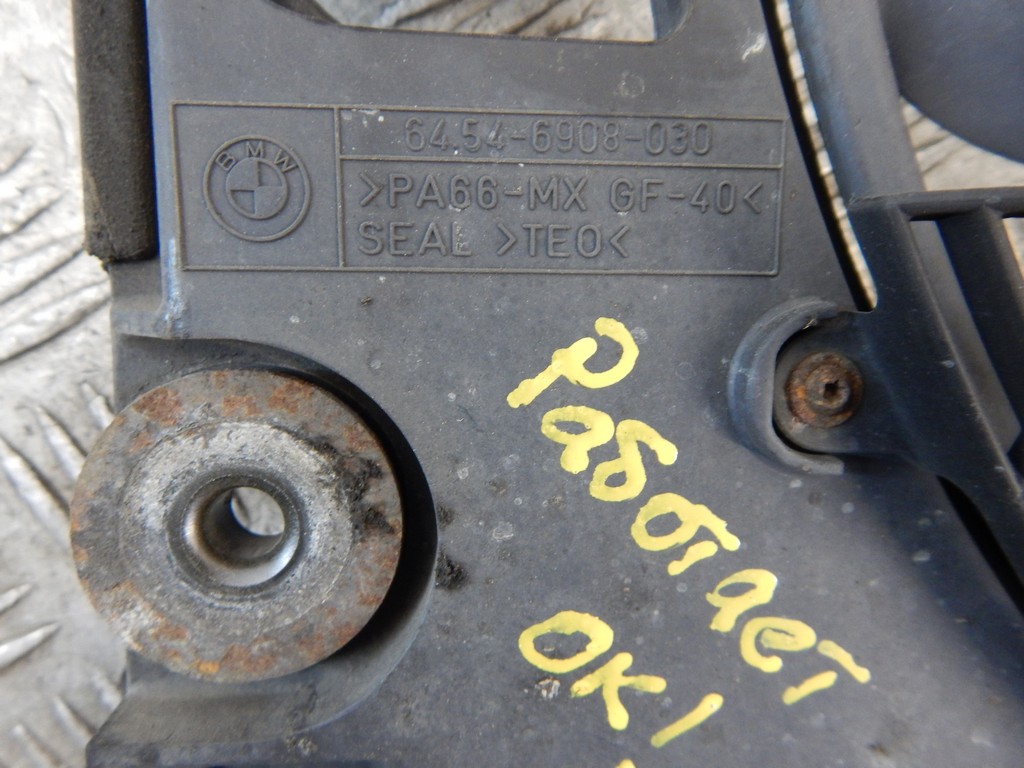 64.54-6908-030
BMW
>PA66-MX GF-40<
SEAL >TEO<
Работает
OK!